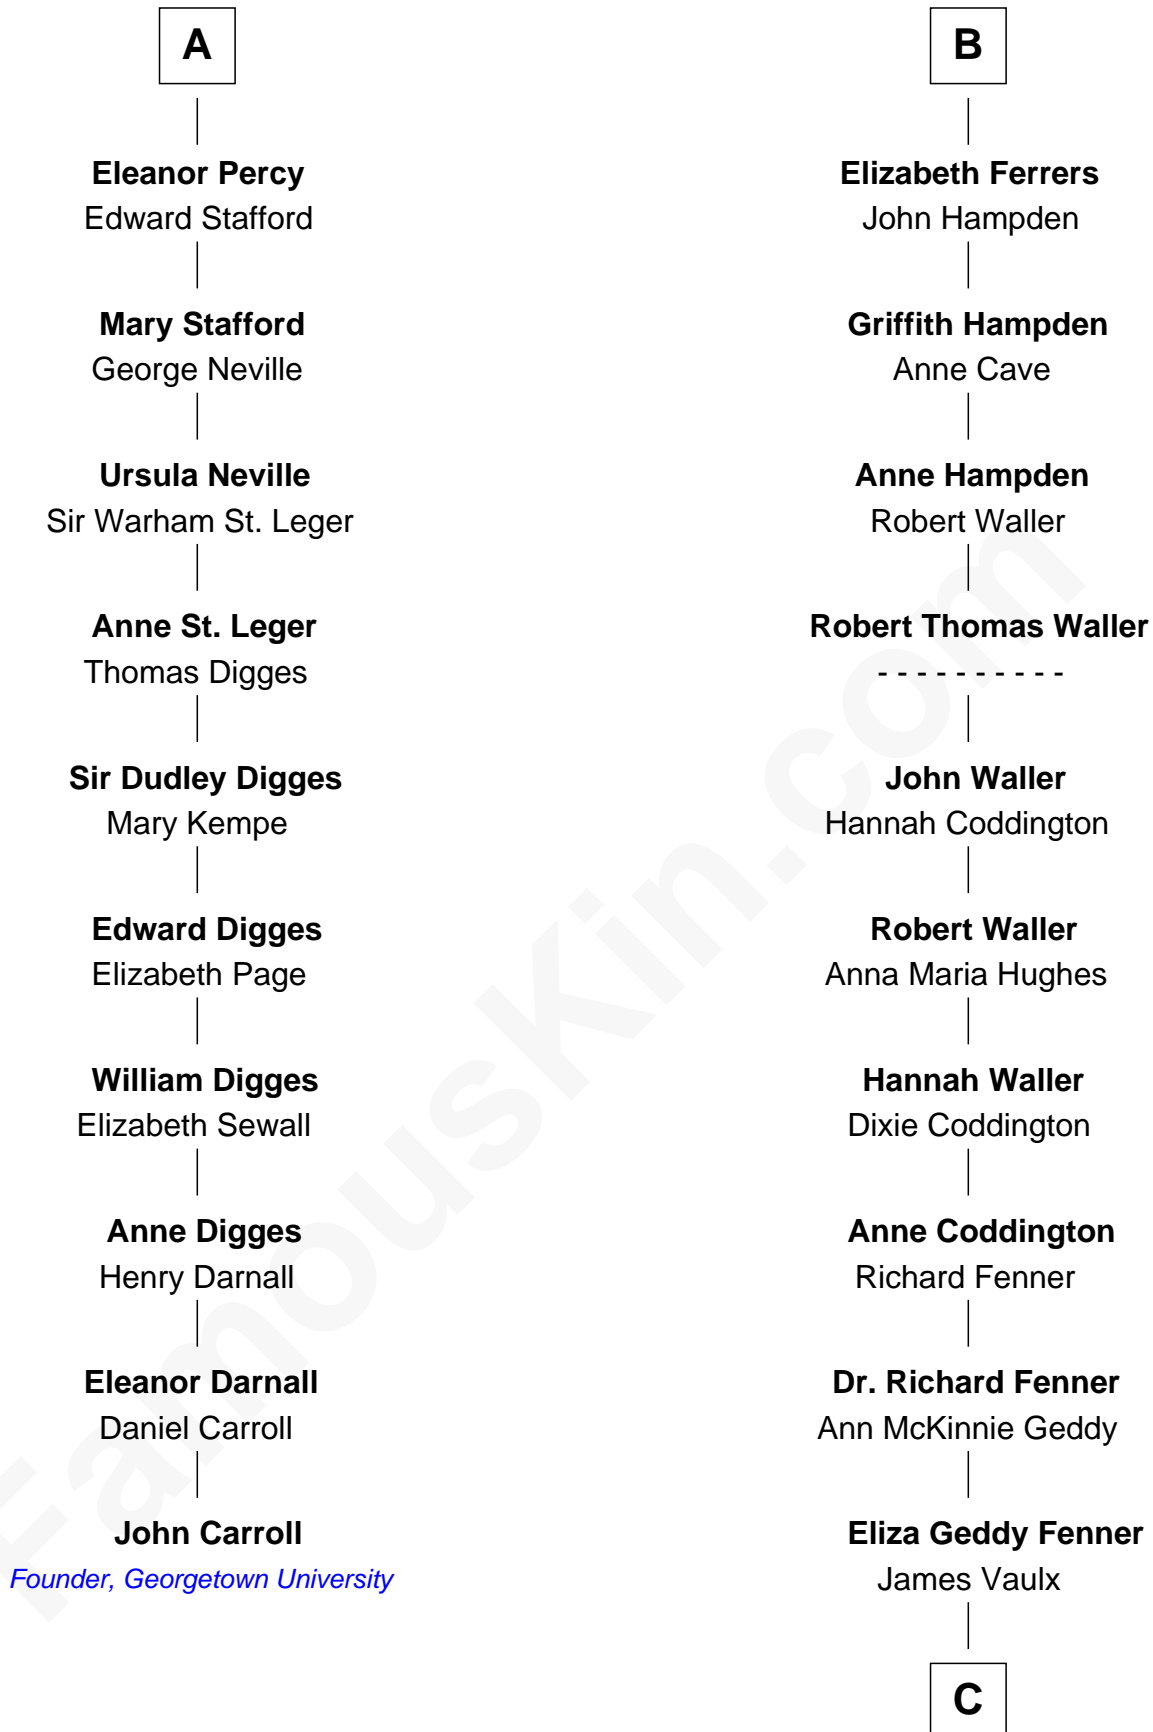 A
Eleanor Percy
Edward Stafford
Mary Stafford
George Neville
Ursula Neville
Sir Warham St. Leger
Anne St. Leger
Thomas Digges
Sir Dudley Digges
Mary Kempe
Edward Digges
Elizabeth Page
William Digges
Elizabeth Sewall
Anne Digges
Henry Darnall
Eleanor Darnall
Daniel Carroll
John Carroll
Founder, Georgetown University
B
Elizabeth Ferrers
John Hampden
Griffith Hampden
Anne Cave
Anne Hampden
Robert Waller
Robert Thomas Waller
- - - - - - - - - -
John Waller
Hannah Coddington
Robert Waller
Anna Maria Hughes
Hannah Waller
Dixie Coddington
Anne Coddington
Richard Fenner
Dr. Richard Fenner
Ann McKinnie Geddy
Eliza Geddy Fenner
James Vaulx
C
FamousKin.com